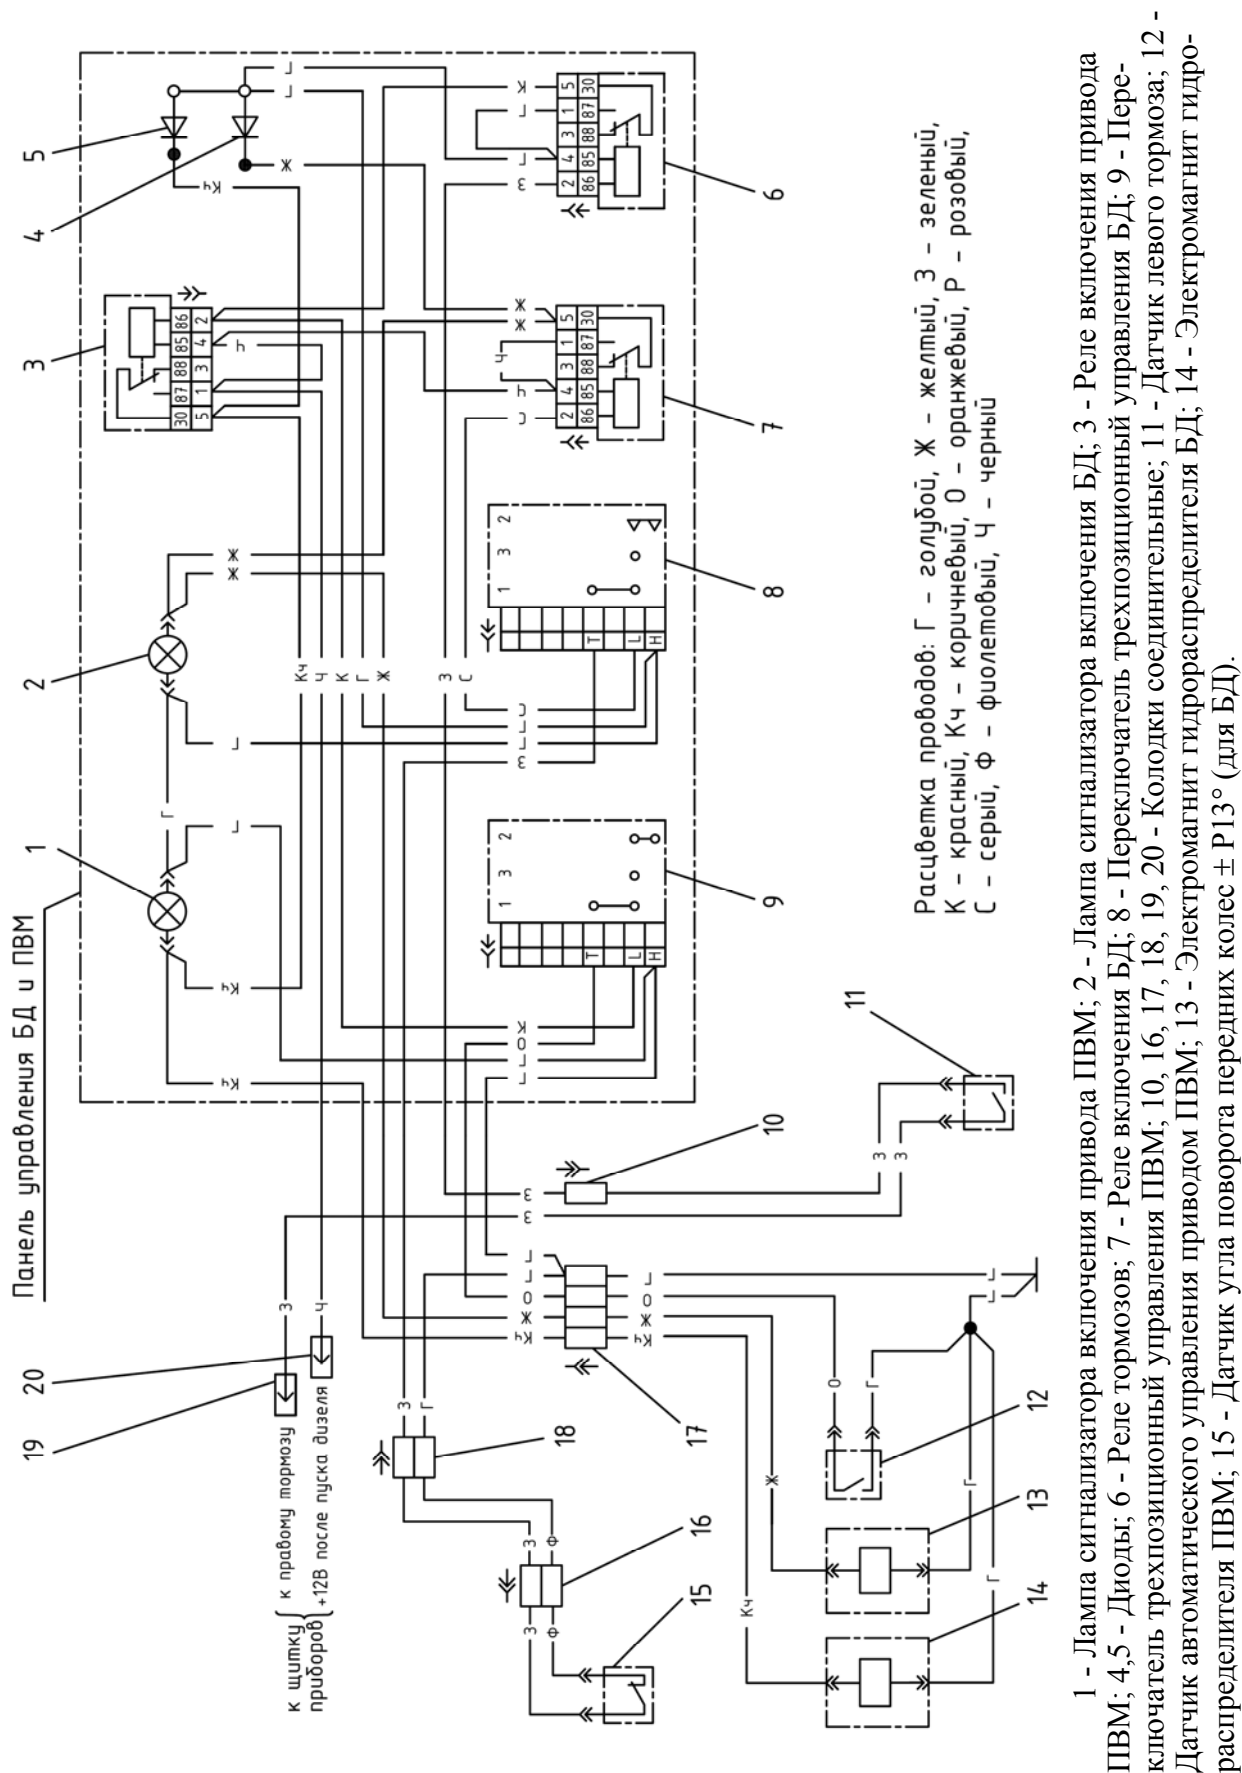 Панель управления БД и ПВМ
1
2
3
4
5
6
7
8
9
10
11
12
13
14
15
16
17
18
19
20
к щитку приборов
к правому тормозу
+12В после пуска дизеля
Расцветка проводов: Г – голубой, Ж – желтый, З – зеленый,
К – красный, Кч – коричневый, О – оранжевый, Р – розовый,
С – серый, Ф – фиолетовый, Ч – черный
1 - Лампа сигнализатора включения привода ПВМ; 2 - Лампа сигнализатора включения БД; 3 - Реле включения привода
ПВМ; 4,5 - Диоды; 6 - Реле тормозов; 7 - Реле включения БД; 8 - Переключатель трехпозиционный управления БД; 9 - Пере-
ключатель трехпозиционный управления ПВМ; 10, 16, 17, 18, 19, 20 - Колодки соединительные; 11 - Датчик левого тормоза; 12 -
Датчик автоматического управления приводом ПВМ; 13 - Электромагнит гидрораспределителя БД; 14 - Электромагнит гидро-
распределителя ПВМ; 15 - Датчик угла поворота передних колес ± Р13° (для БД).